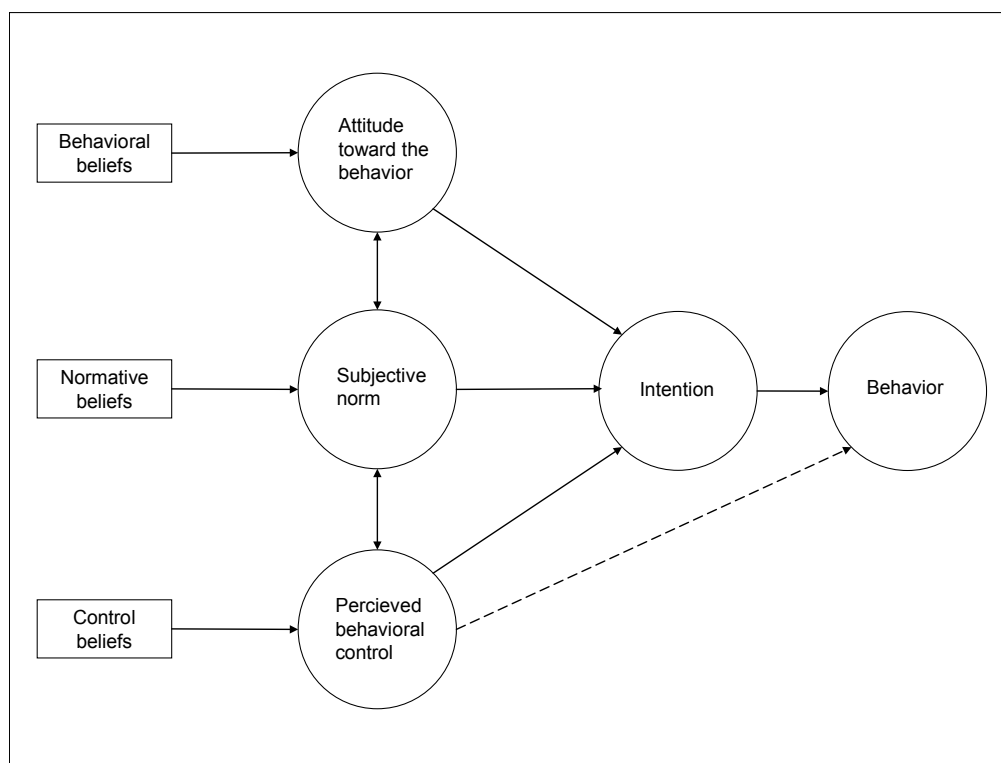 Behavioral
beliefs
Attitude
toward the
behavior
Normative
beliefs
Subjective
norm
Intention
Behavior
Control
beliefs
Percieved
behavioral
control